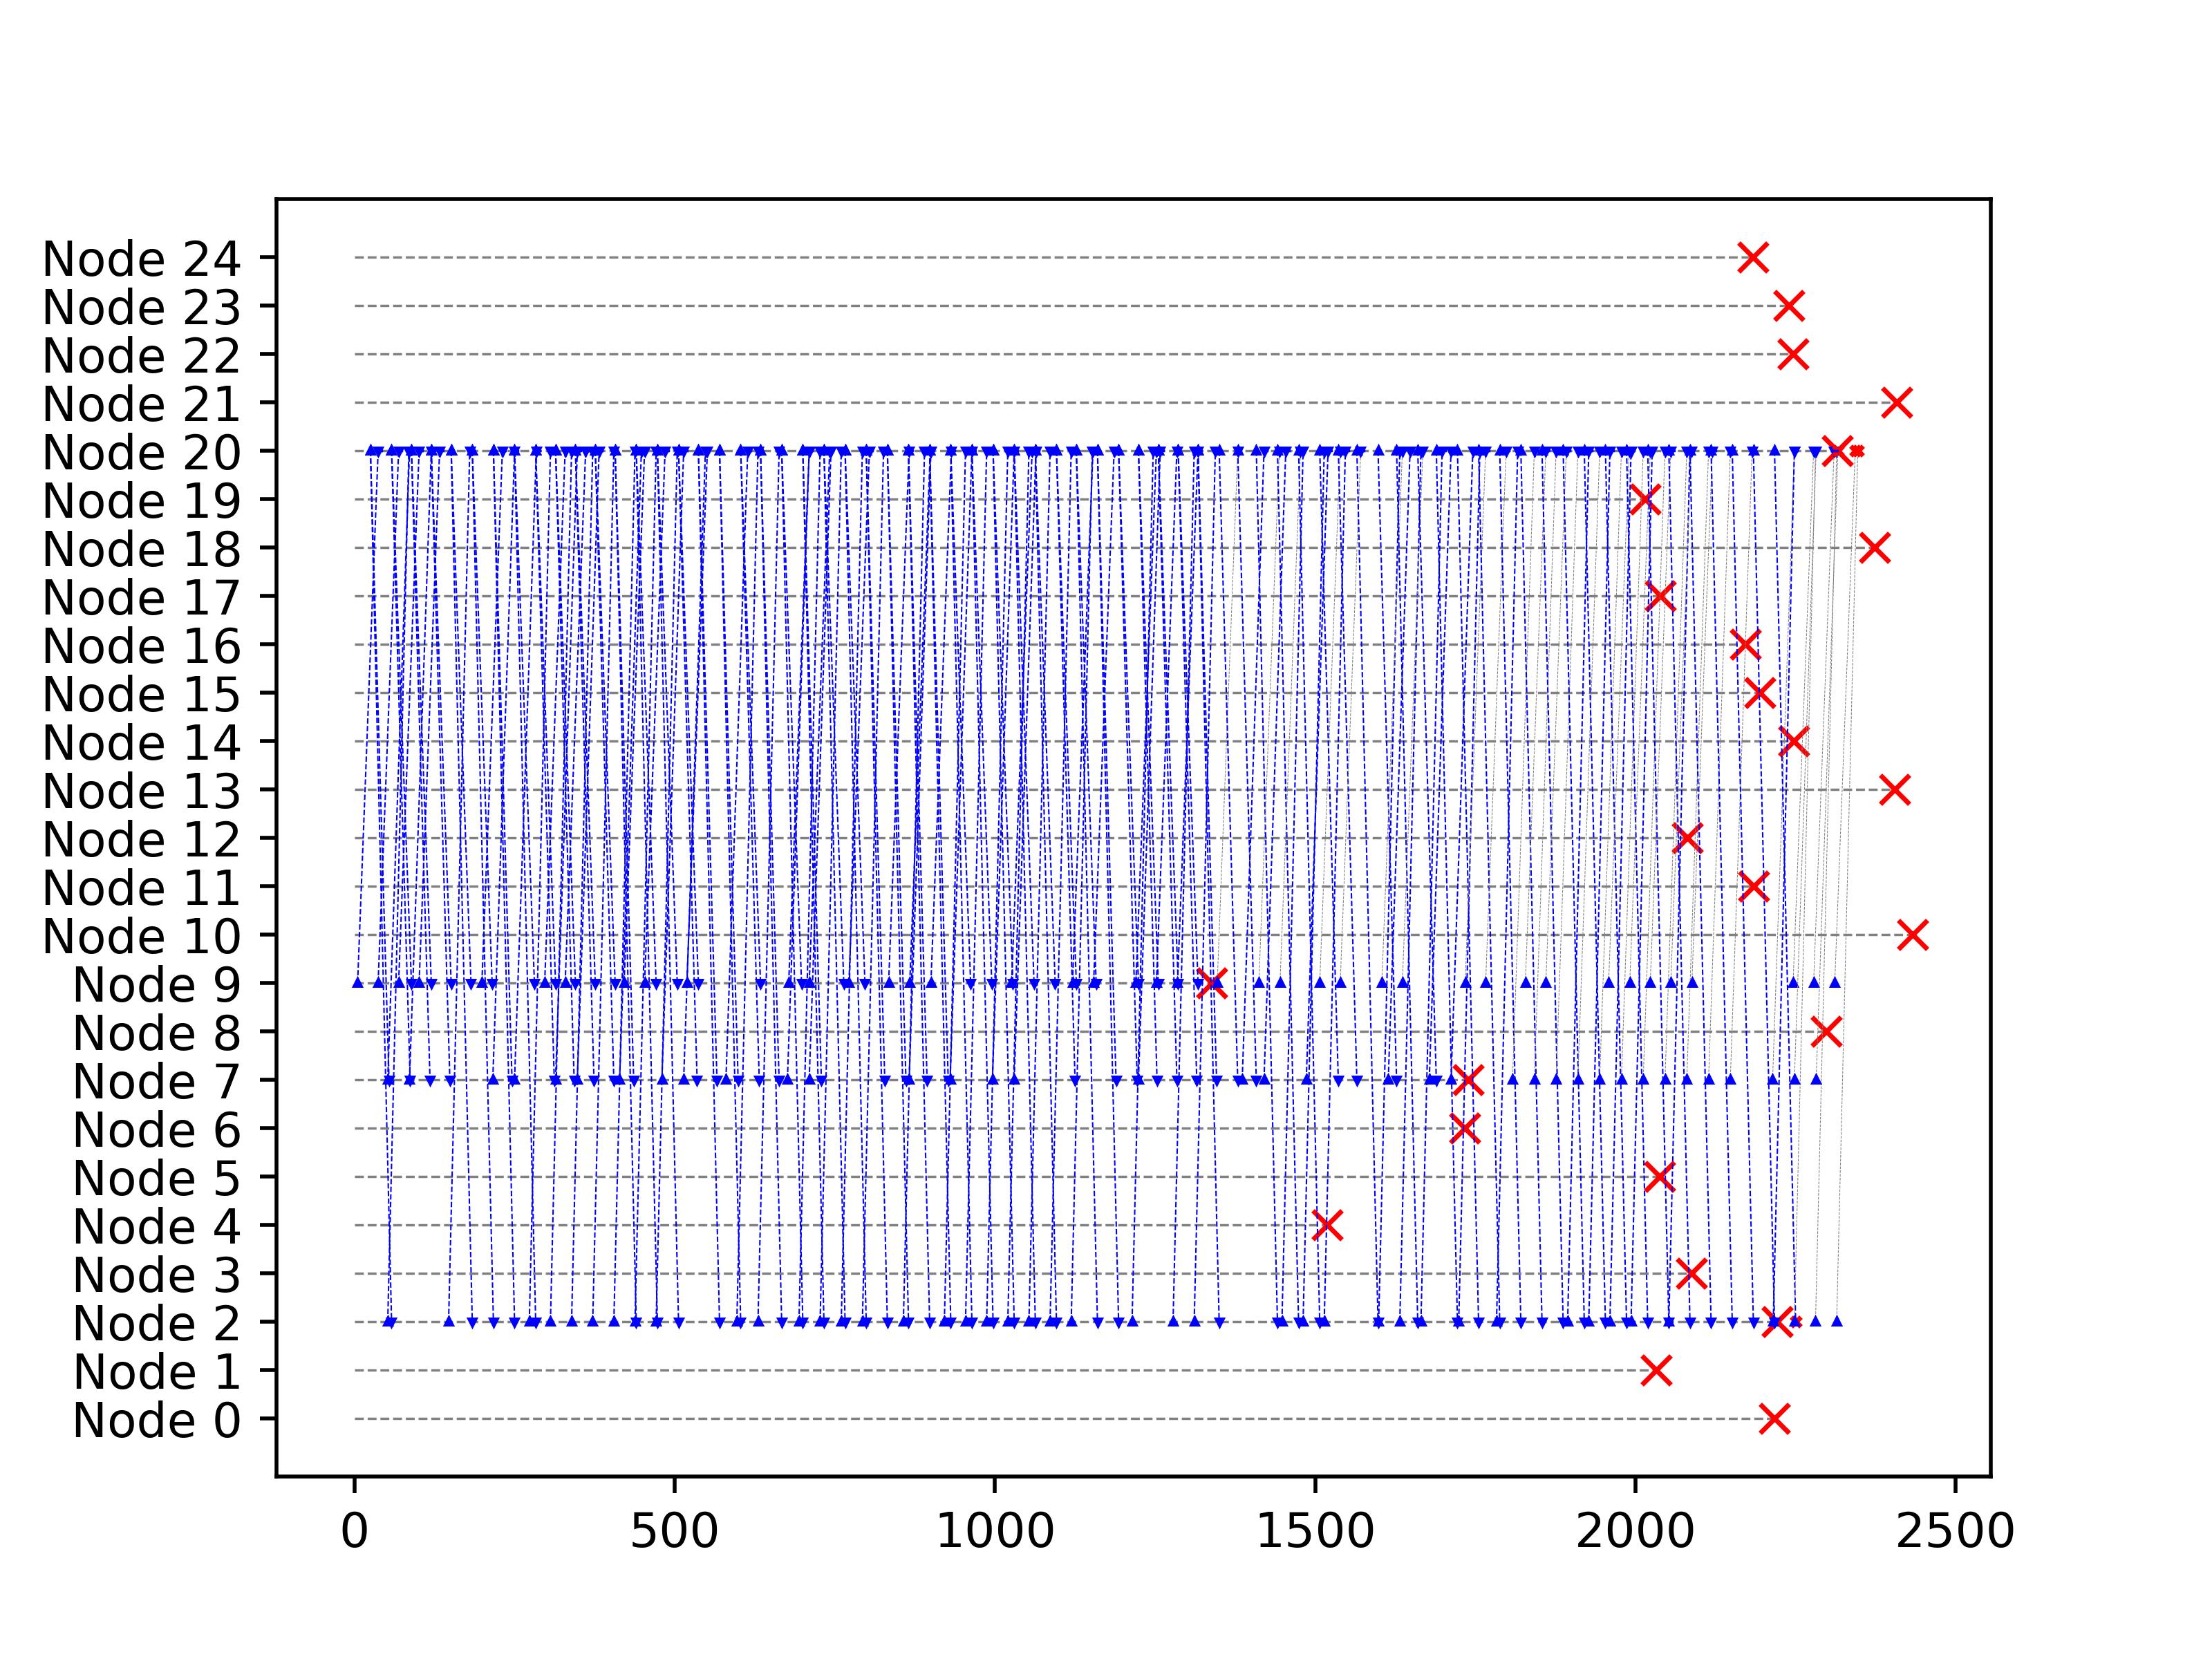 Node 24
Node 23
Node 22
Node 21
Node 20
Node 19
Node 18
Node 17
Node 16
Node 15
Node 14
Node 13
Node 12
Node 11
Node 10
Node 9
Node 8
Node 7
Node 6
Node 5
Node 4
Node 3
Node 2
Node 1
Node 0
0 500 1000 1500 2000 2500